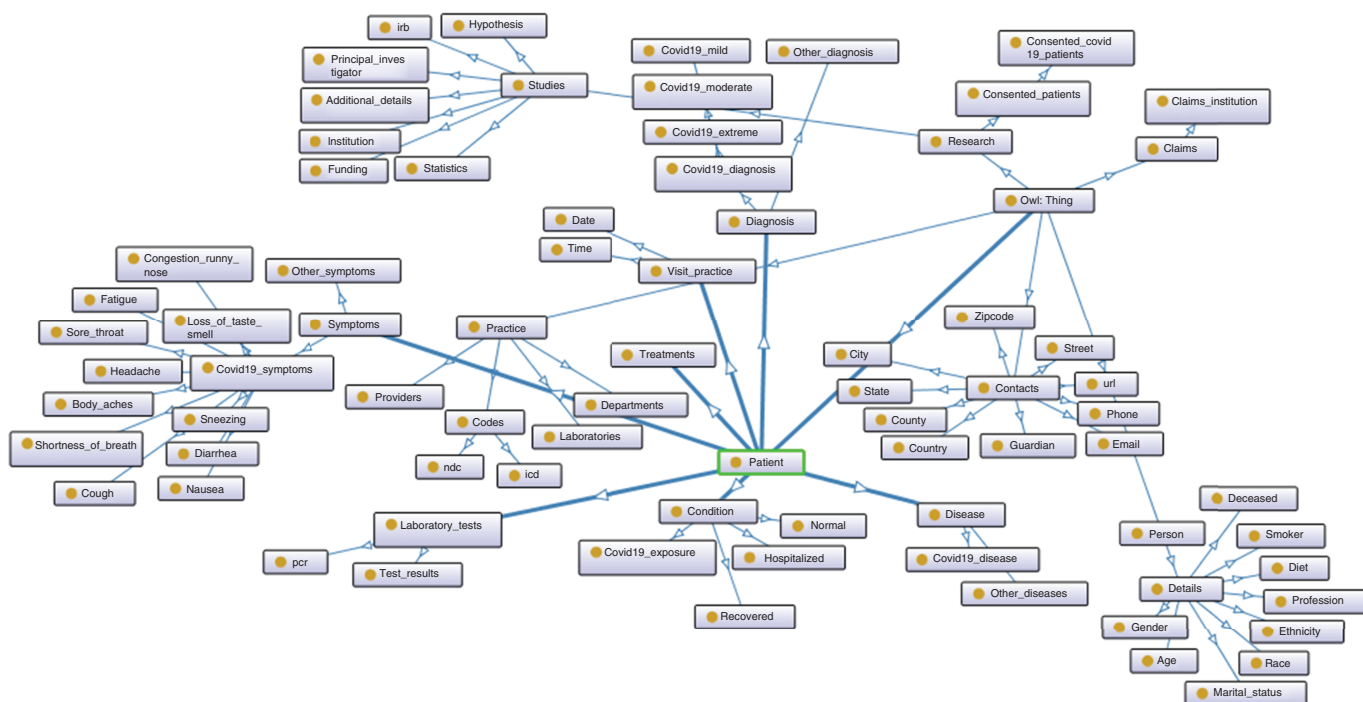 irb
Hypothesis
Principal_inves
tigator
Studies
Additional_details
Institution
Funding
Statistics
Covid19_mild
Other_diagnosis
Covid19_moderate
Covid19_extreme
Covid19_diagnosis
Diagnosis
Consented_covid
19_patients
Consented_patients
Claims_institution
Research
Claims
Owl: Thing
Date
Time
Visit_practice
Congestion_runny_
nose
Other_symptoms
Fatigue
Loss_of_taste_
smell
Symptoms
Sore_throat
Headache
Covid19_symptoms
Body_aches
Sneezing
Shortness_of_breath
Diarrhea
Cough
Nausea
Practice
Providers
Codes
Departments
Laboratories
ndc
icd
Treatments
Zipcode
City
Street
State
Contacts
url
County
Phone
Country
Guardian
Email
Patient
Laboratory_tests
pcr
Test_results
Condition
Normal
Covid19_exposure
Hospitalized
Recovered
Disease
Covid19_disease
Other_diseases
Deceased
Person
Smoker
Diet
Details
Profession
Gender
Ethnicity
Age
Race
Marital_status